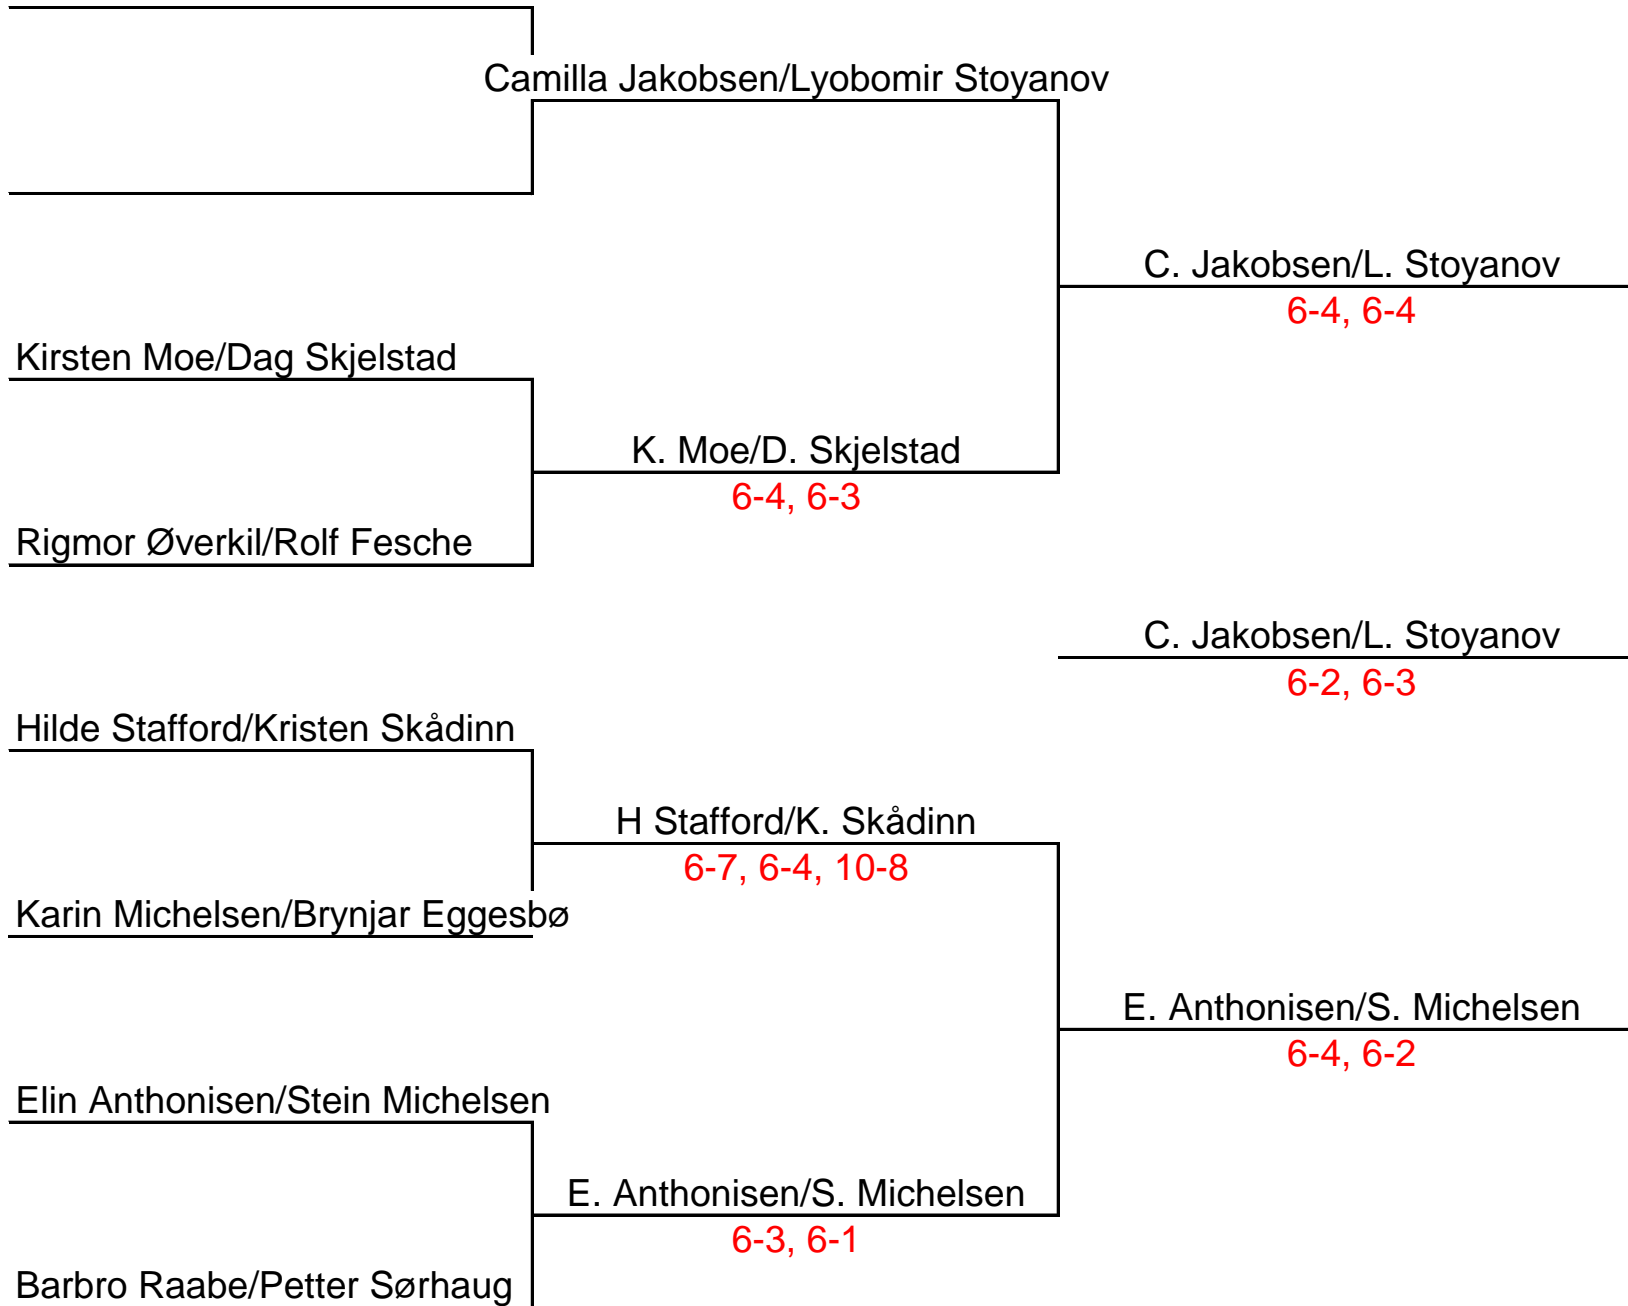 Camilla Jakobsen/Lyobomir Stoyanov
C. Jakobsen/L. Stoyanov
6-4, 6-4
Kirsten Moe/Dag Skjelstad
K. Moe/D. Skjelstad
6-4, 6-3
Rigmor Øverkil/Rolf Fesche
C. Jakobsen/L. Stoyanov
6-2, 6-3
Hilde Stafford/Kristen Skådinn
H Stafford/K. Skådinn
6-7, 6-4, 10-8
Karin Michelsen/Brynjar Eggesbø
E. Anthonisen/S. Michelsen
6-4, 6-2
Elin Anthonisen/Stein Michelsen
E. Anthonisen/S. Michelsen
6-3, 6-1
Barbro Raabe/Petter Sørhaug